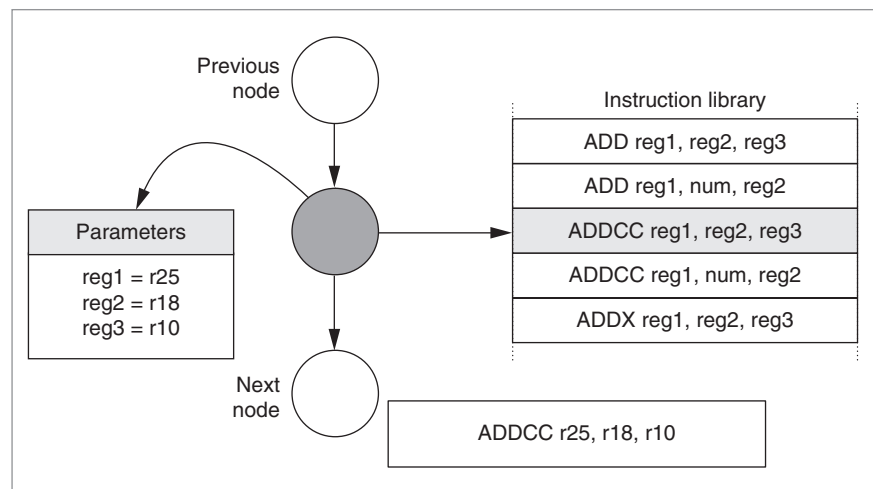 Previous
node
Instruction library
ADD reg1, reg2, reg3
ADD reg1, num, reg2
Parameters
ADDCC reg1, reg2, reg3
reg1 = r25
reg2 = r18
reg3 = r10
ADDCC reg1, num, reg2
ADDX reg1, reg2, reg3
Next
node
ADDCC r25, r18, r10